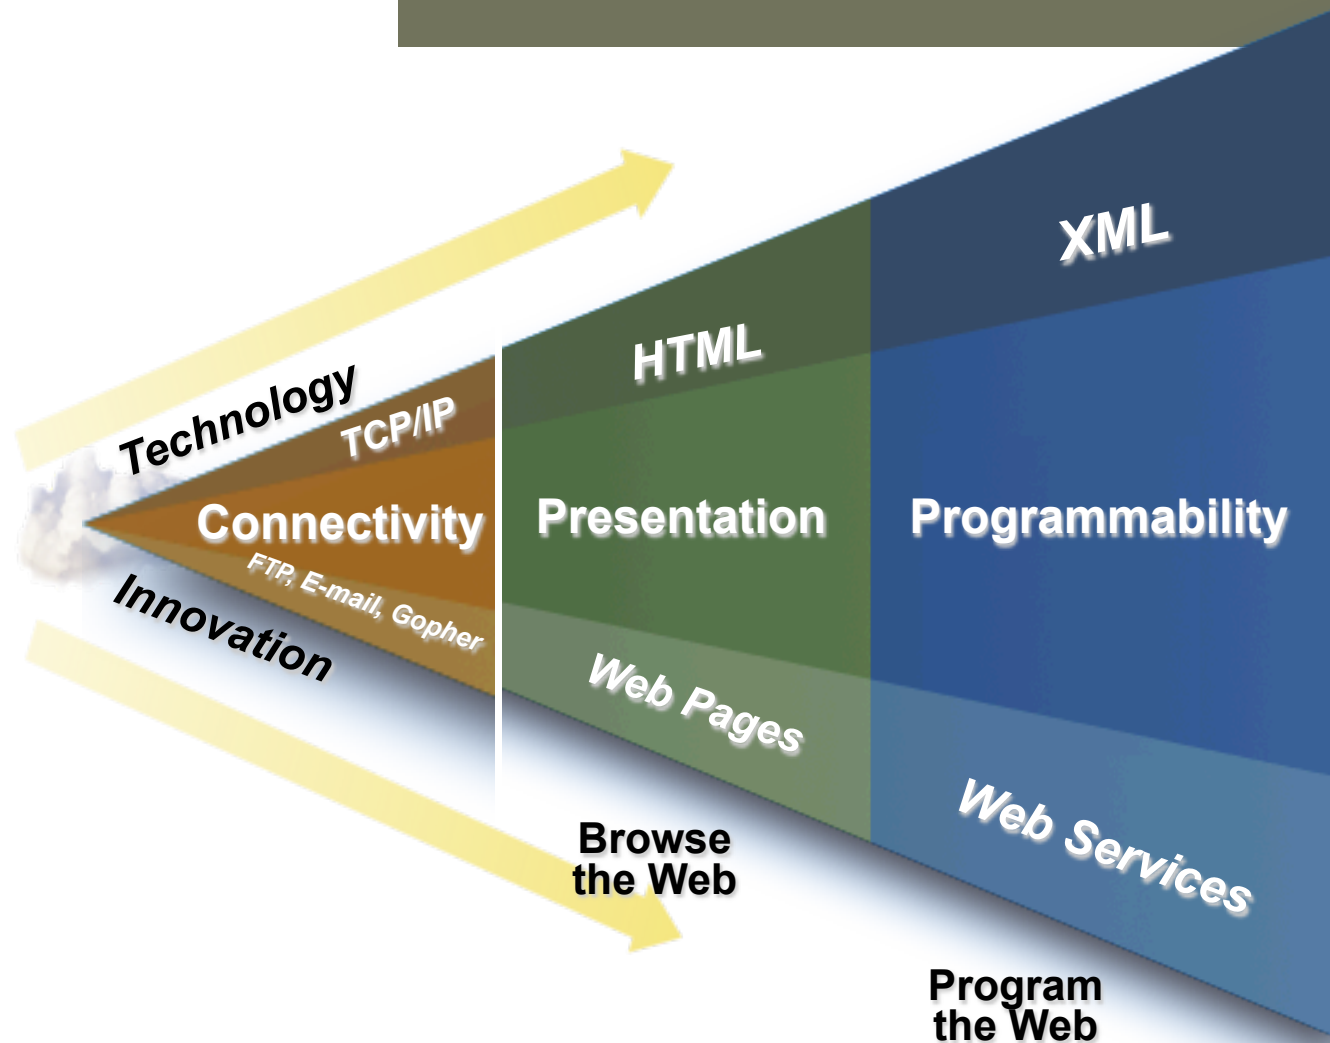 Technology
TCP/IP
HTML
XML
Connectivity
Presentation
Programmability
FTP, E-mail, Gopher
Innovation
Web Pages
Web Services
Browse
the Web
Program
the Web